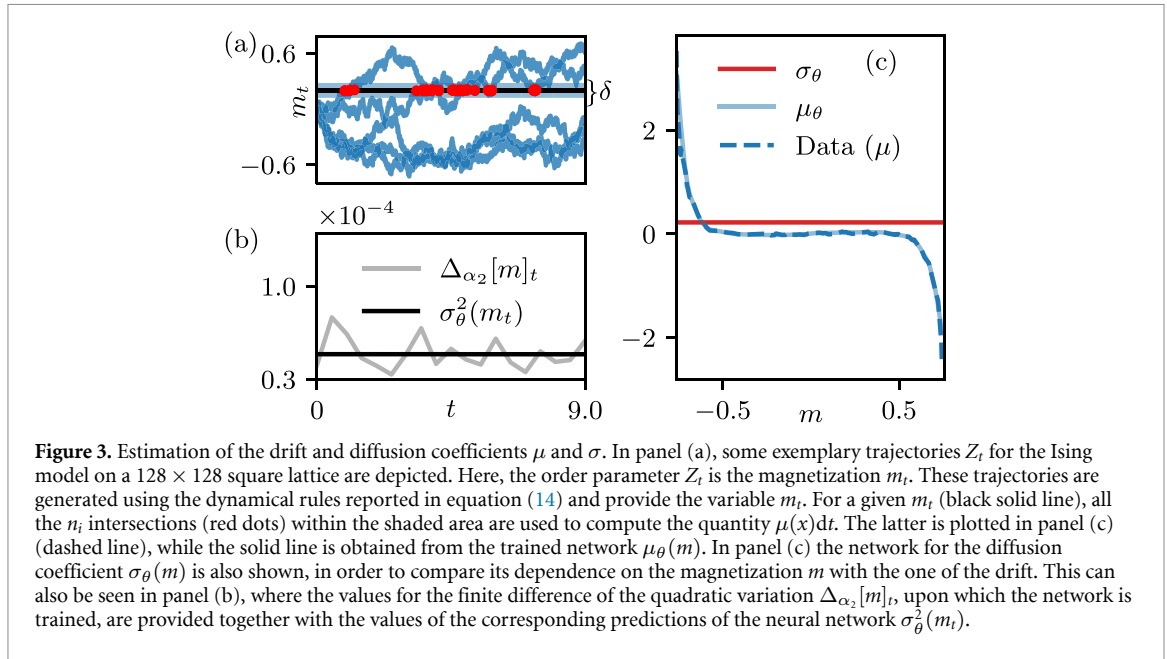 (a)
0.6
m_t
−0.6
}δ
×10⁻⁴
(b)
1.0
Δ_{α₂}[m]_t
σ²_θ(m_t)
0.3
0
t
9.0
(c)
σ_θ
μ_θ
Data (μ)
2
0
−2
−0.5
m
0.5
Figure 3. Estimation of the drift and diffusion coefficients μ and σ. In panel (a), some exemplary trajectories Z_t for the Ising
model on a 128 × 128 square lattice are depicted. Here, the order parameter Z_t is the magnetization m_t. These trajectories are
generated using the dynamical rules reported in equation (14) and provide the variable m_t. For a given m_t (black solid line), all
the n_i intersections (red dots) within the shaded area are used to compute the quantity μ(x)dt. The latter is plotted in panel (c)
(dashed line), while the solid line is obtained from the trained network μ_θ(m). In panel (c) the network for the diffusion
coefficient σ_θ(m) is also shown, in order to compare its dependence on the magnetization m with the one of the drift. This can
also be seen in panel (b), where the values for the finite difference of the quadratic variation Δ_{α₂}[m]_t, upon which the network is
trained, are provided together with the values of the corresponding predictions of the neural network σ²_θ(m_t).